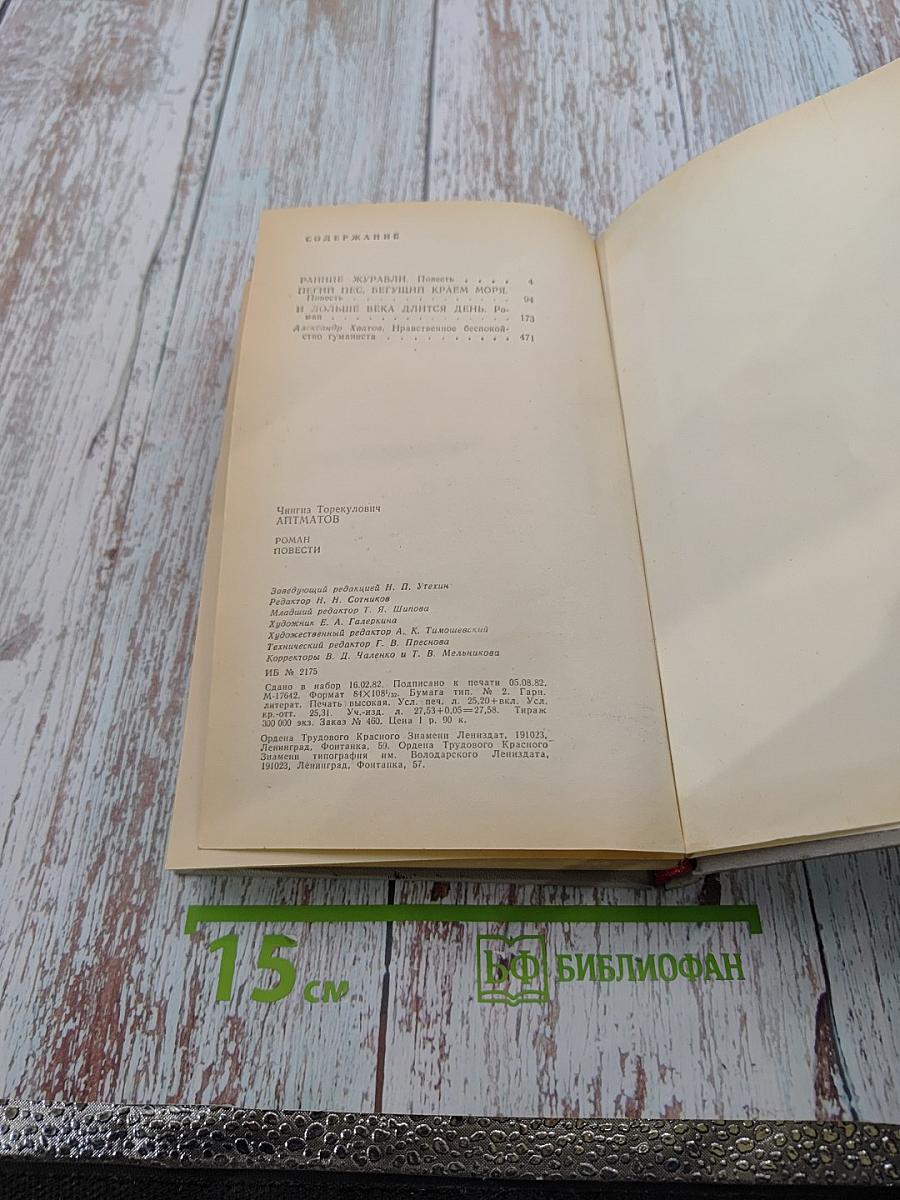 СОДЕРЖАНИЕ
РАННИЕ ЖУРАВЛИ. Повесть . . . . 4
ПЕГИЙ ПЕС, БЕГУЩИЙ КРАЕМ МОРЯ.
Повесть . . . . . . . . . . . . . 94
И ДОЛЬШЕ ВЕКА ДЛИТСЯ ДЕНЬ. Ро-
ман . . . . . . . . . . . . . . . 173
Александр Хватов. Нравственное беспокой-
ство гуманиста . . . . . . . . . . 471
Чингиз Торекулович
АЙТМАТОВ
РОМАН
ПОВЕСТИ
Заведующий редакцией Н. П. Утехин
Редактор Н. Н. Сотников
Младший редактор Т. Я. Шипова
Художник Е. А. Галеркина
Художественный редактор А. К. Тимошевский
Технический редактор Г. В. Преснова
Корректоры В. Д. Чаленко и Т. В. Мельникова
ИБ № 2175
Сдано в набор 16.02.82. Подписано к печати 05.08.82.
М-17642. Формат 84×108¹/₃₂. Бумага тип. № 2. Гарн.
литерат. Печать высокая. Усл. печ. л. 25,20+вкл. Усл.
кр.-отт. 25,31. Уч.-изд. л. 27,53+0,05=27,58. Тираж
300 000 экз. Заказ № 460. Цена 1 р. 90 к.
Ордена Трудового Красного Знамени Лениздат, 191023,
Ленинград, Фонтанка, 59. Ордена Трудового Красного
Знамени типография им. Володарского Лениздата,
191023, Ленинград, Фонтанка, 57.
15 см
БФ БИБЛИОФАН